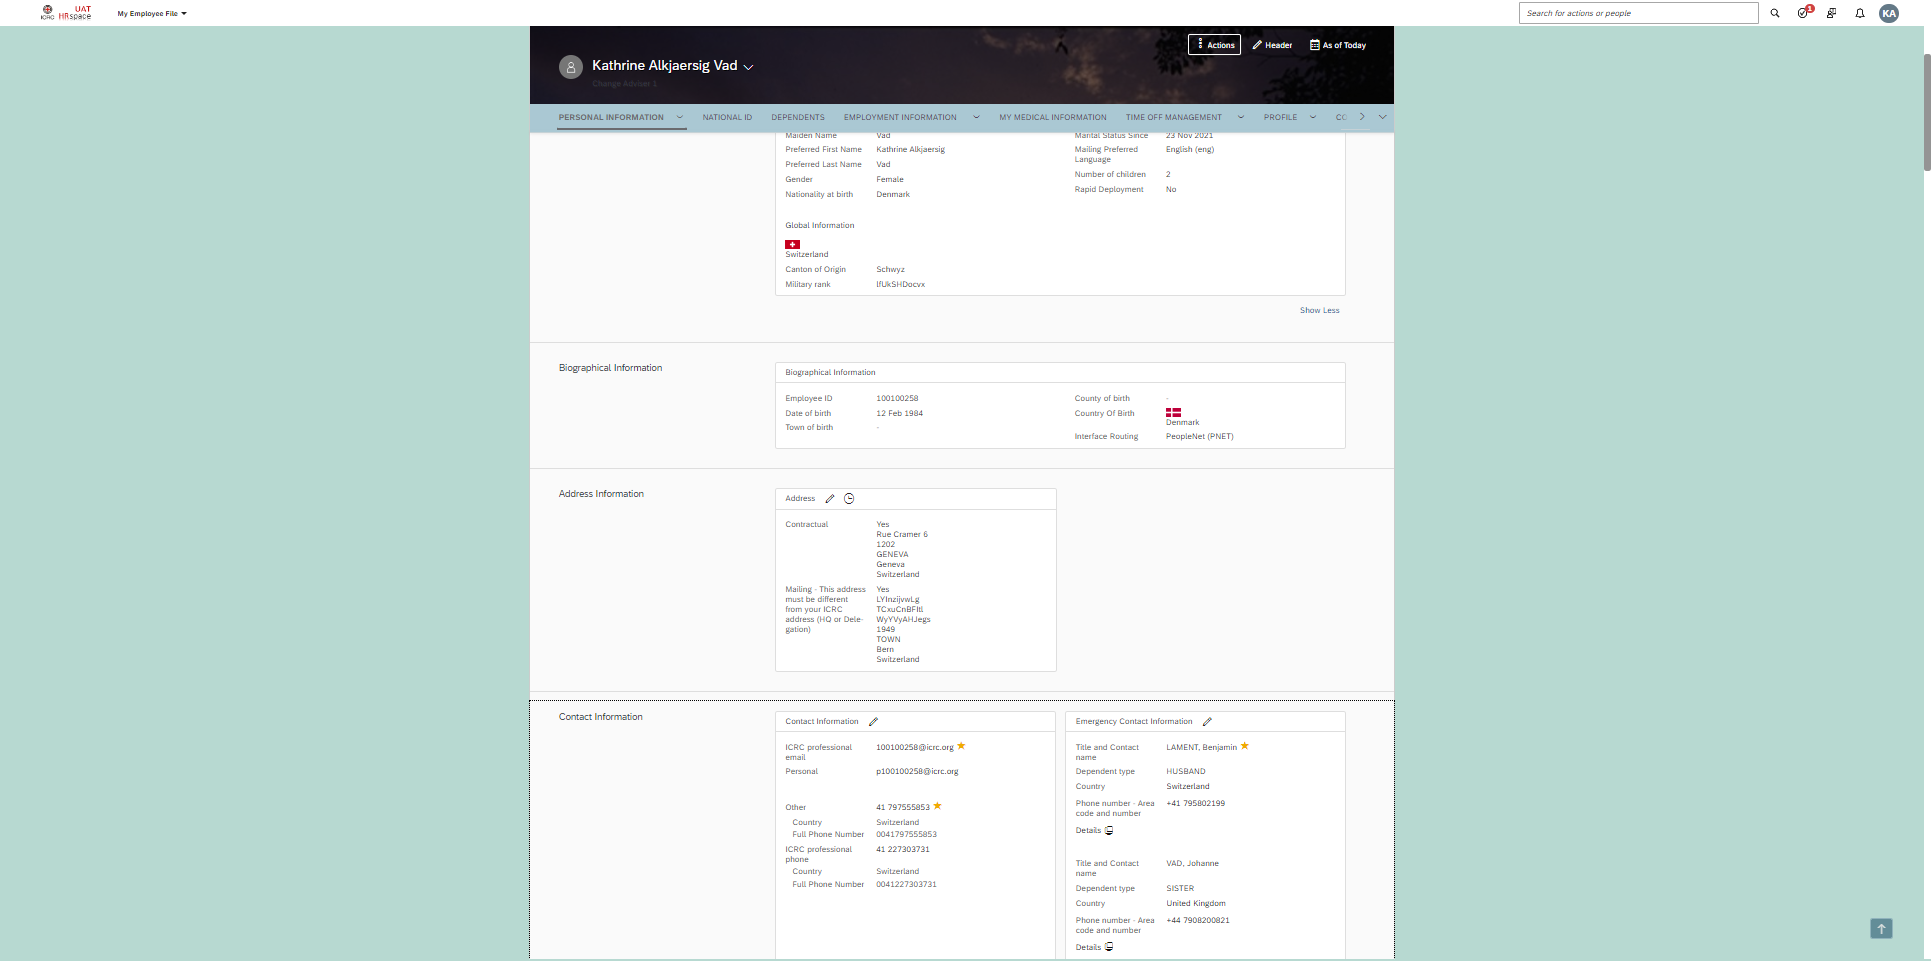 ICRC UAT HRspace
My Employee File
Search for actions or people
1
KA
Actions
Header
As of Today
Kathrine Alkjaersig Vad
Change Adviser 1
PERSONAL INFORMATION
NATIONAL ID
DEPENDENTS
EMPLOYMENT INFORMATION
MY MEDICAL INFORMATION
TIME OFF MANAGEMENT
PROFILE
CO
Maiden Name Vad
Preferred First Name Kathrine Alkjaersig
Preferred Last Name Vad
Gender Female
Nationality at birth Denmark
Marital Status Since 23 Nov 2021
Mailing Preferred English (eng)
Language
Number of children 2
Rapid Deployment No
Global Information
Switzerland
Canton of Origin Schwyz
Military rank lfUkSHDocvx
Show Less
Biographical Information
Biographical Information
Employee ID 100100258
Date of birth 12 Feb 1984
Town of birth -
County of birth -
Country Of Birth
Denmark
Interface Routing PeopleNet (PNET)
Address Information
Address
Contractual Yes
Rue Cramer 6
1202
GENEVA
Geneva
Switzerland
Mailing - This address Yes
must be different LYInzijvwLg
from your ICRC TCxuCnBFItl
address (HQ or Dele- WyYVyAHJegs
gation) 1949
TOWN
Bern
Switzerland
Contact Information
Contact Information
ICRC professional 100100258@icrc.org
email
Personal p100100258@icrc.org
Other 41 797555853
Country Switzerland
Full Phone Number 0041797555853
ICRC professional 41 227303731
phone
Country Switzerland
Full Phone Number 0041227303731
Emergency Contact Information
Title and Contact LAMENT, Benjamin
name
Dependent type HUSBAND
Country Switzerland
Phone number - Area +41 795802199
code and number
Details
Title and Contact VAD, Johanne
name
Dependent type SISTER
Country United Kingdom
Phone number - Area +44 7908200821
code and number
Details